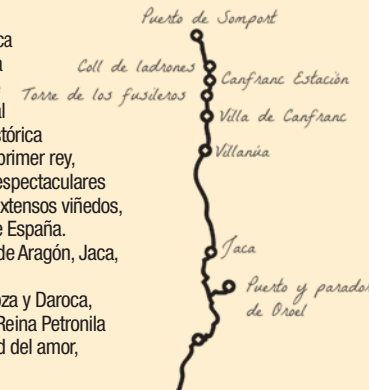 ca
a
al
stórica
primer rey,
espectaculares
xtensos viñedos,
e España.
de Aragón, Jaca,
oza y Daroca,
Reina Petronila
d del amor,
Puerto de Somport
Coll de ladrones
Canfranc Estación
Torre de los fusileros
Villa de Canfranc
Villanúa
Jaca
Puerto y parador
de Oroel